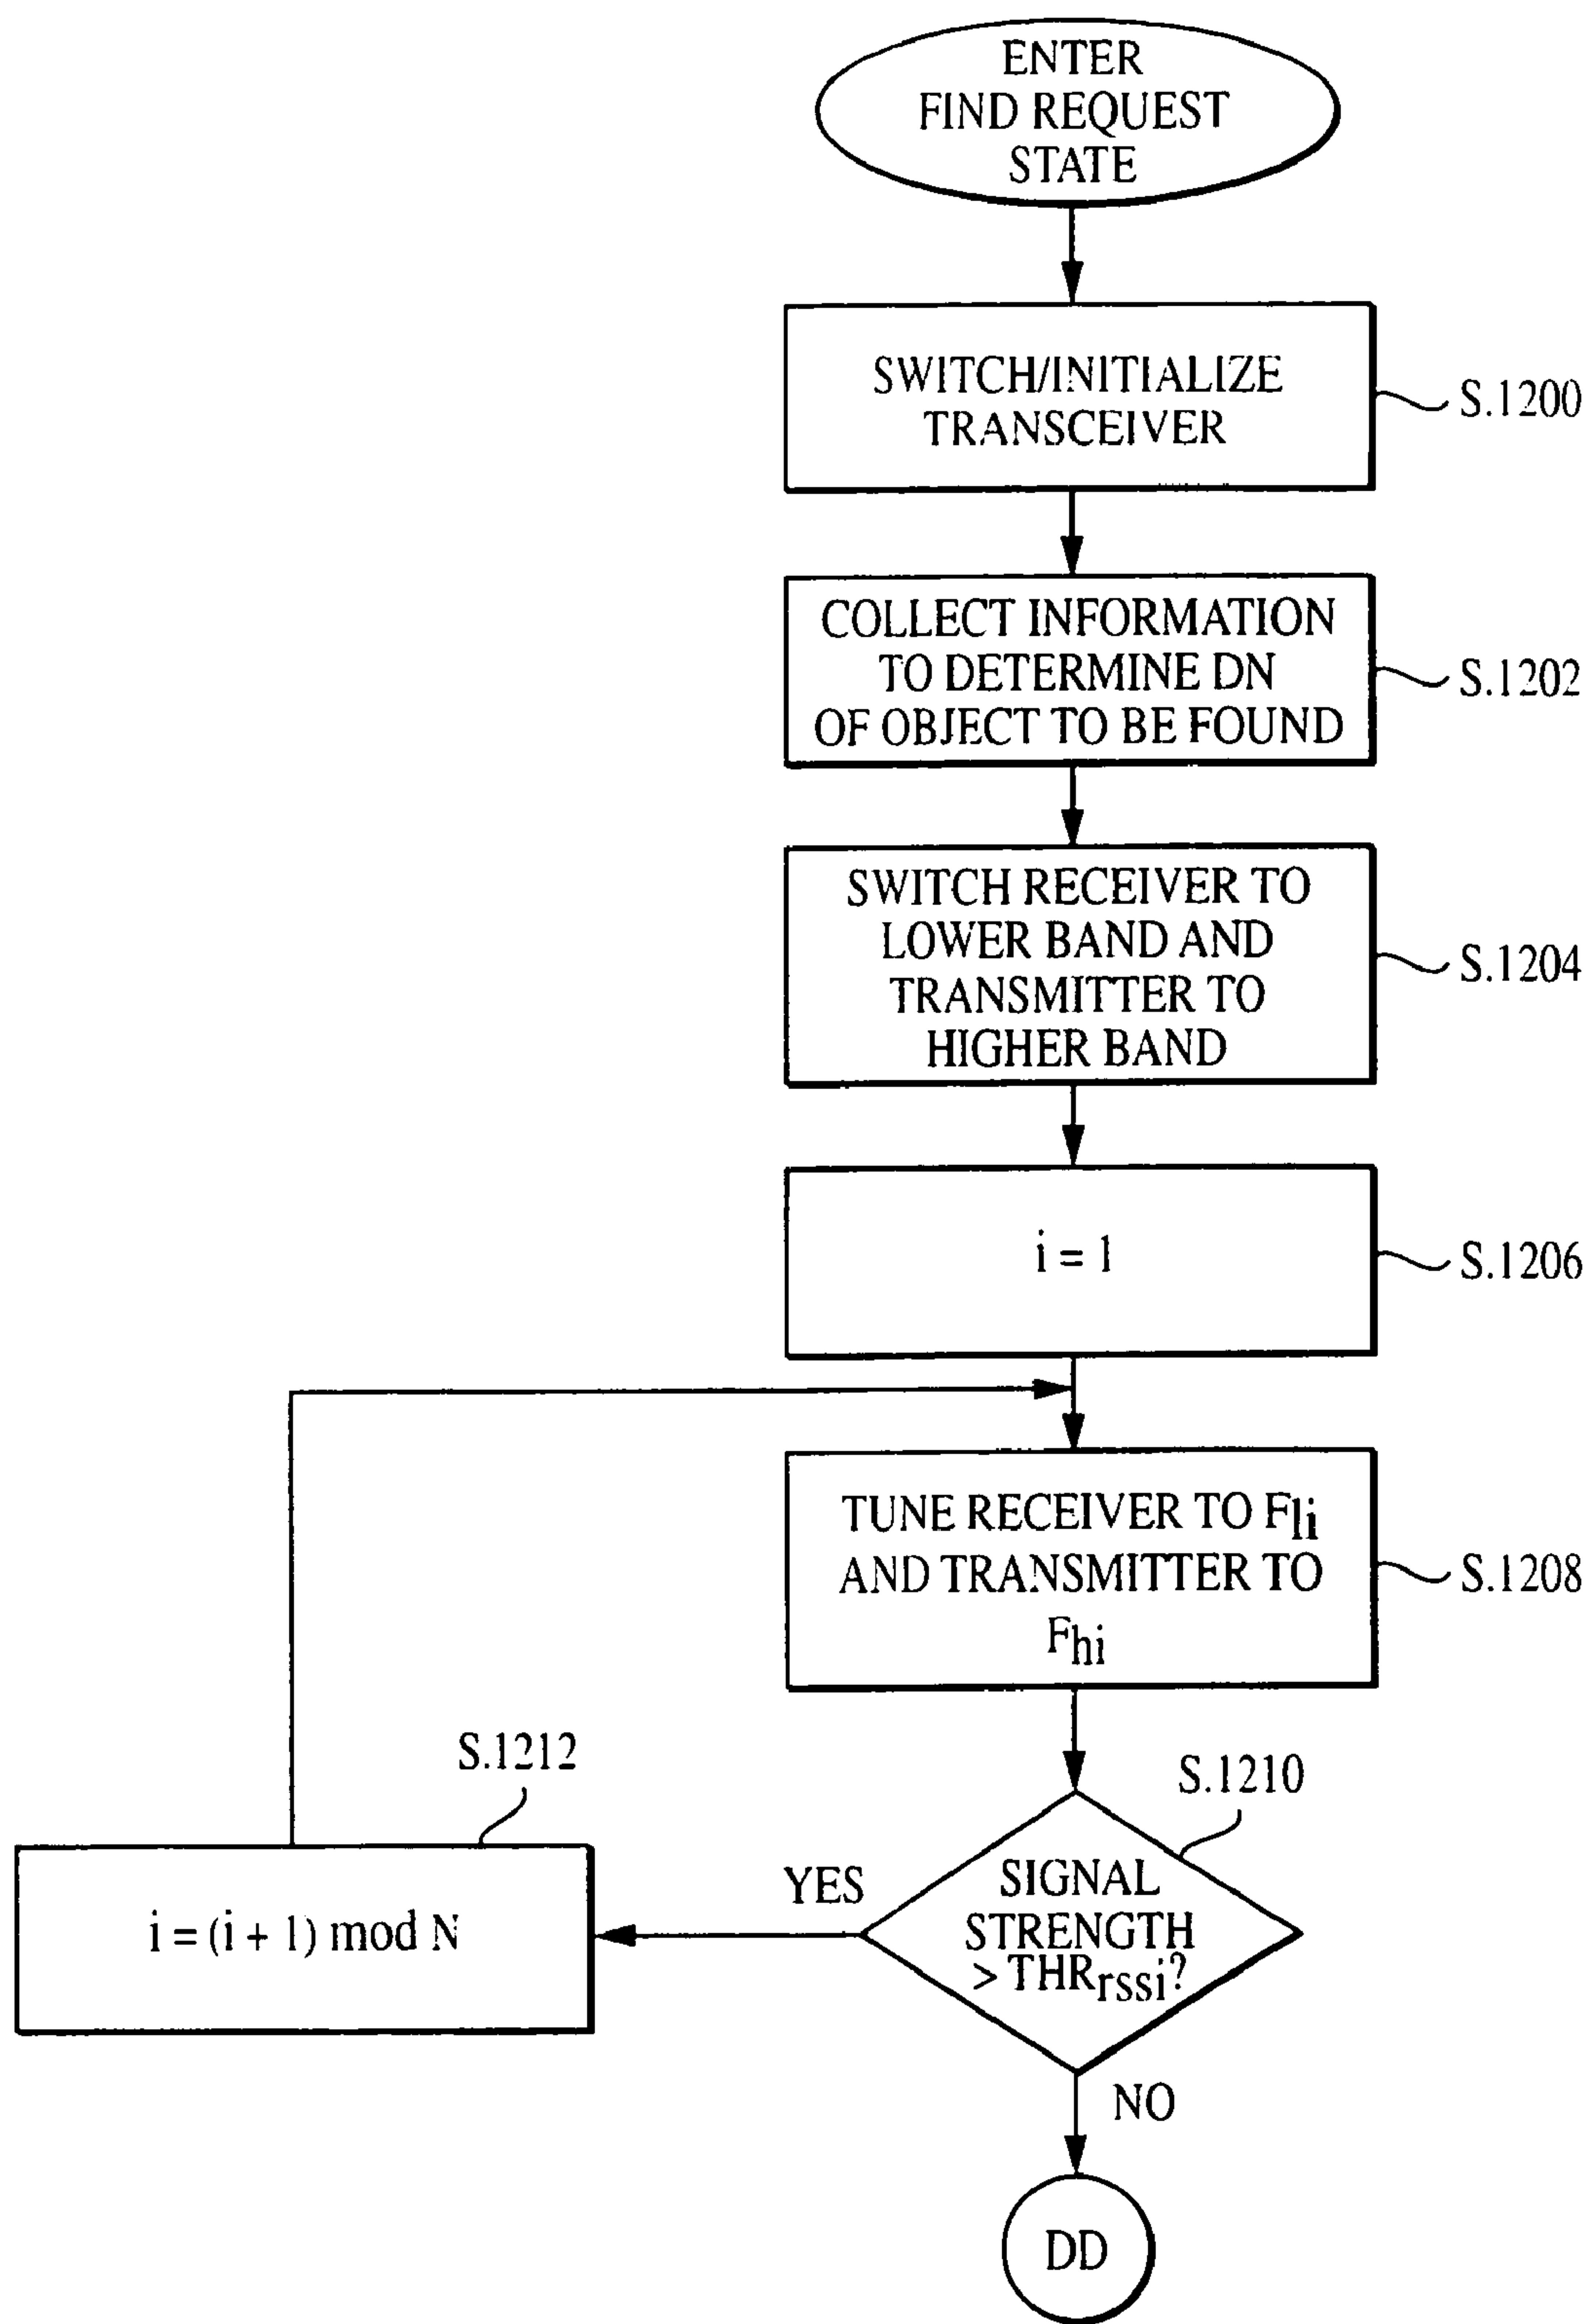 ENTER
FIND REQUEST
STATE
SWITCH/INITIALIZE
TRANSCEIVER
S.1200
COLLECT INFORMATION
TO DETERMINE DN
OF OBJECT TO BE FOUND
S.1202
SWITCH RECEIVER TO
LOWER BAND AND
TRANSMITTER TO
HIGHER BAND
S.1204
i = 1
S.1206
TUNE RECEIVER TO Fli
AND TRANSMITTER TO
Fhi
S.1208
S.1212
i = (i + 1) mod N
YES
S.1210
SIGNAL
STRENGTH
> THRrssi?
NO
DD